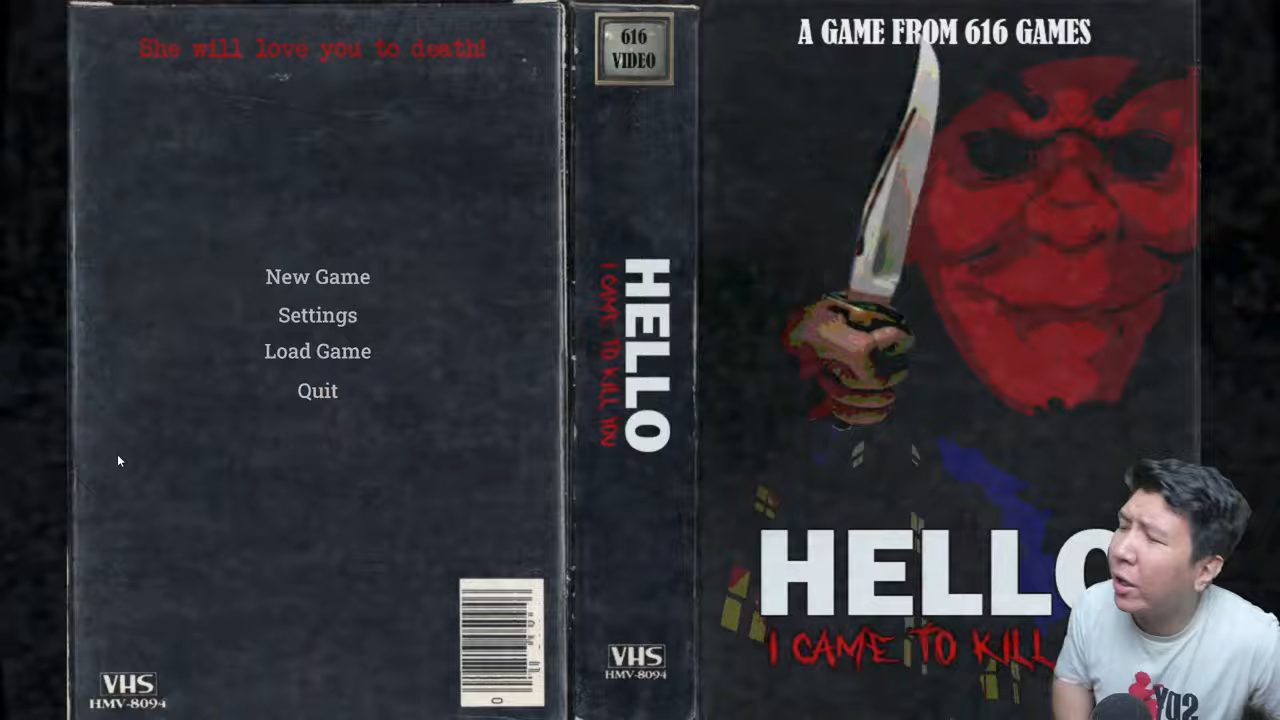 She will love you to death!
New Game
Settings
Load Game
Quit
VHS
HMV-8094
616
VIDEO
HELLO
I CAME TO KILL YOU
VHS
HMV-8094
A GAME FROM 616 GAMES
HELLO
I CAME TO KILL